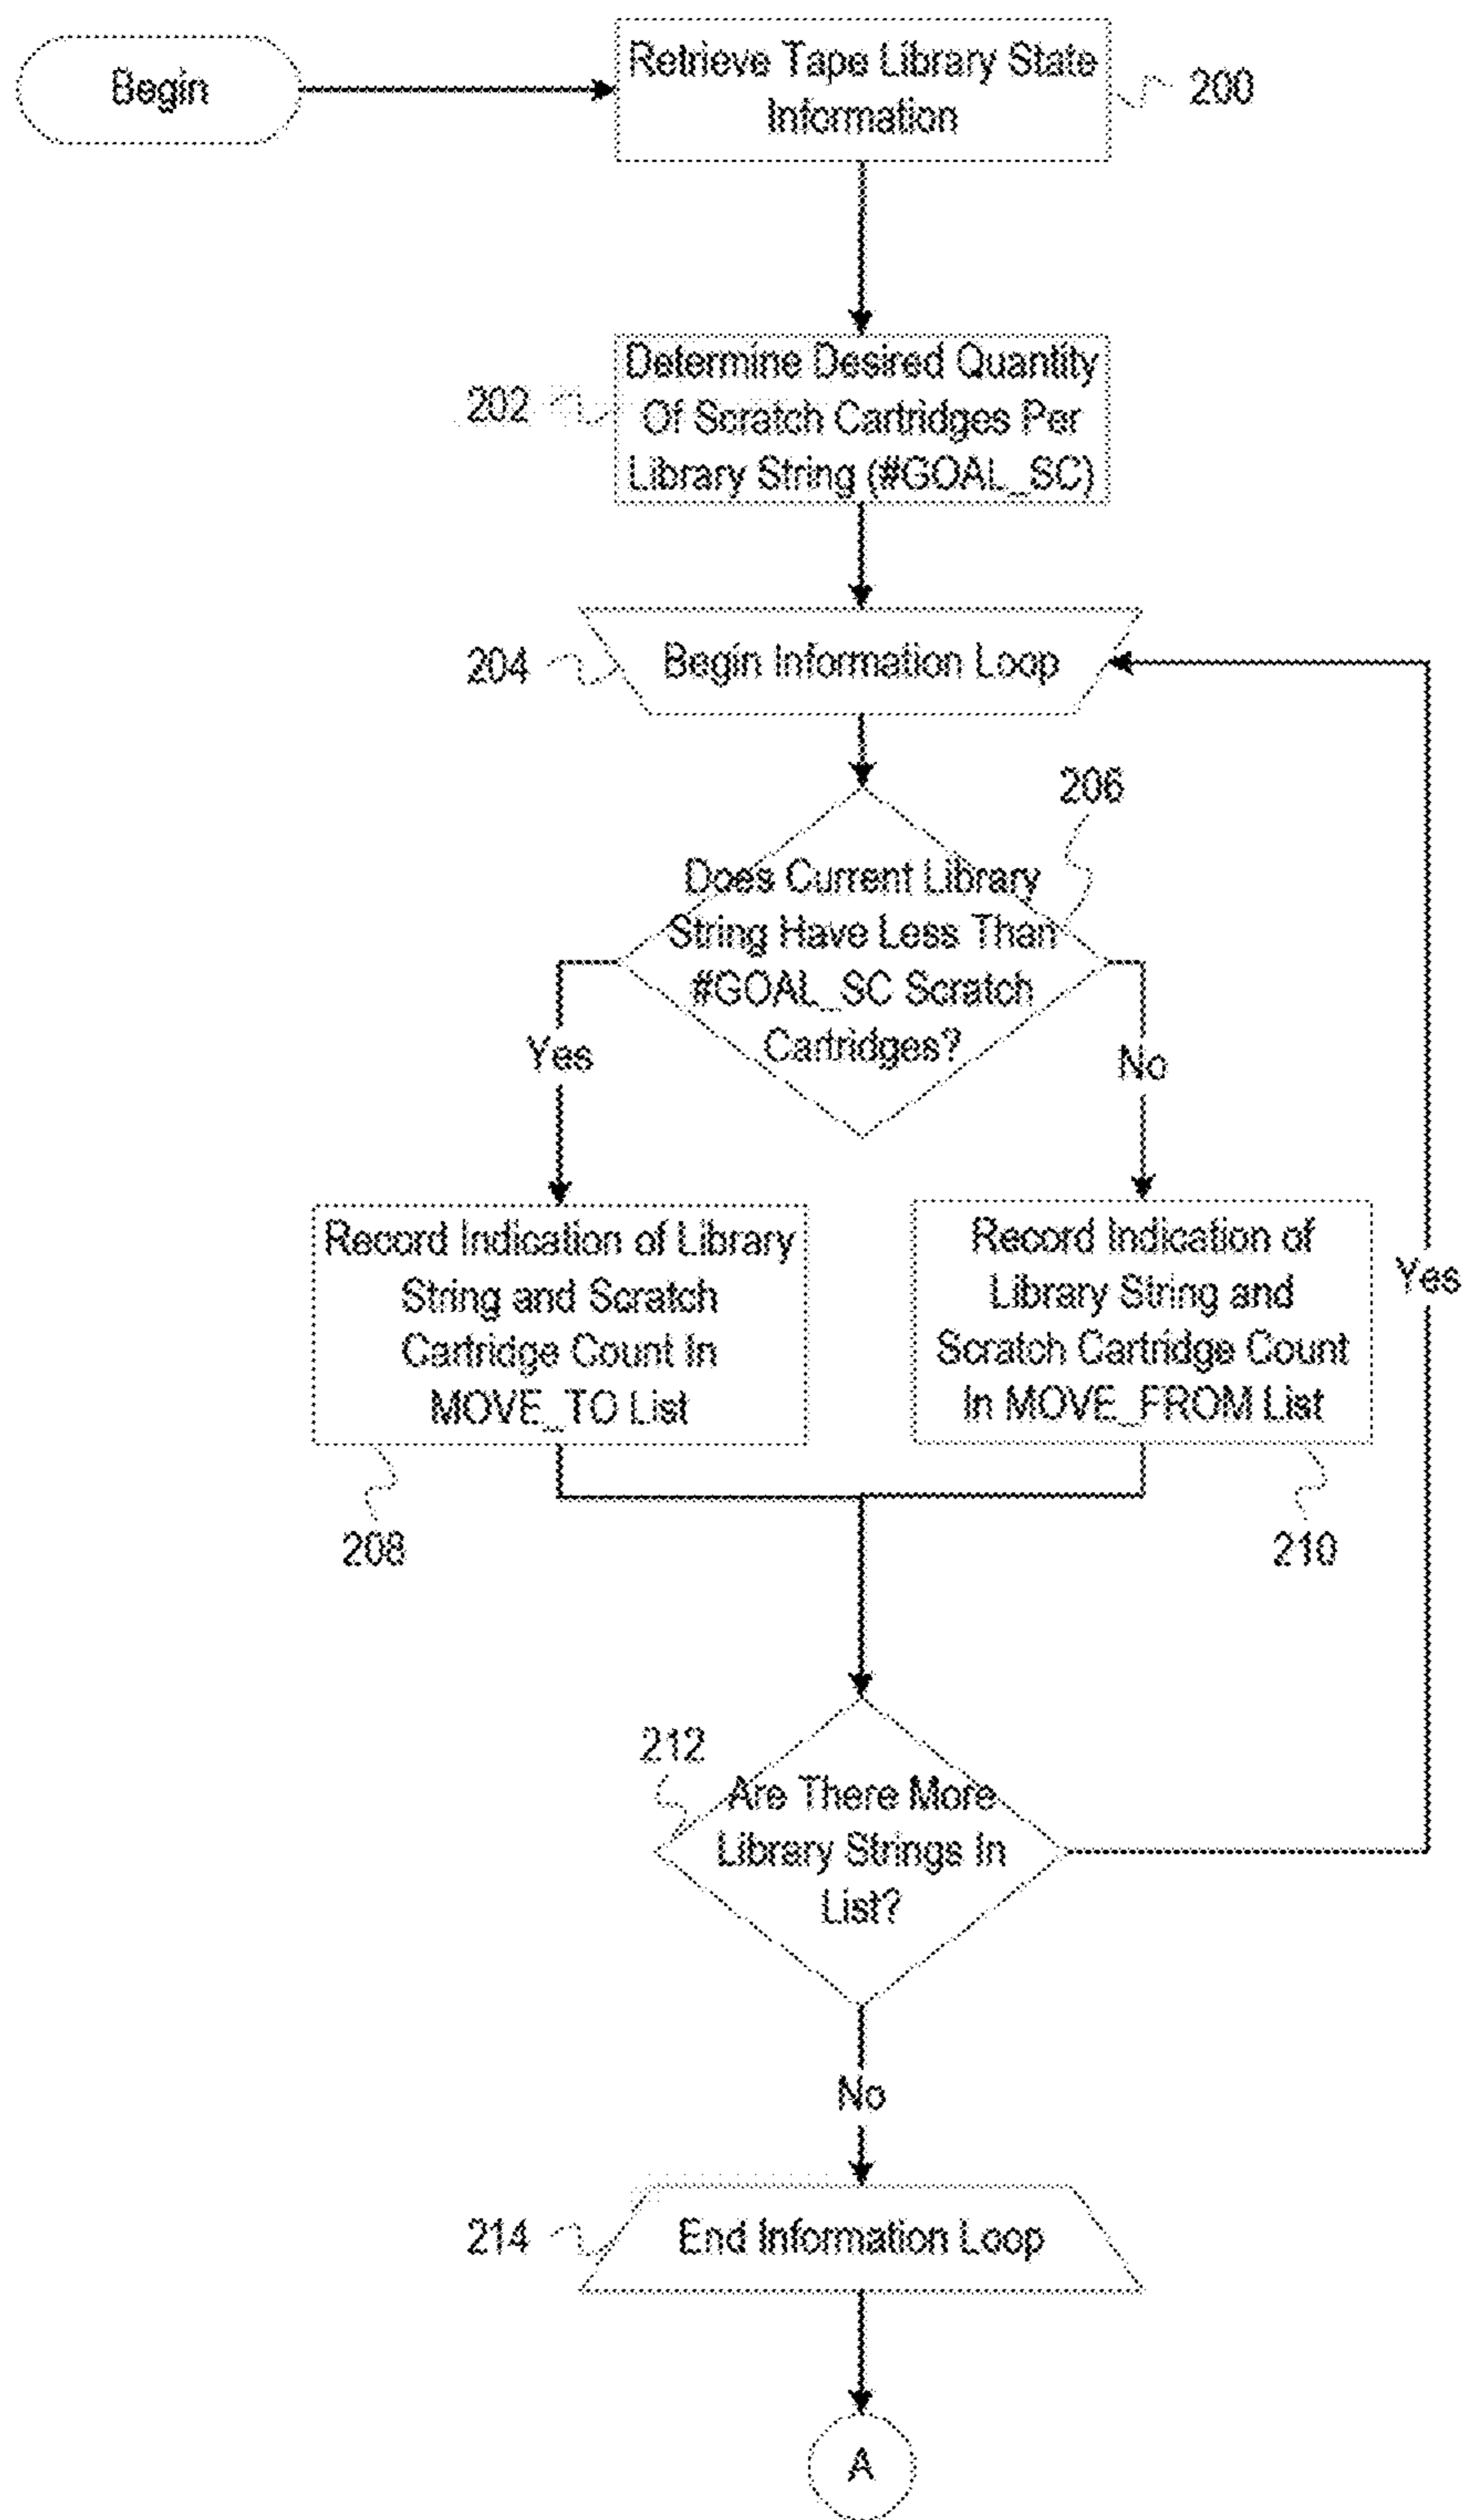 Begin
Retrieve Tape Library State
Information
200
Determine Desired Quantity
Of Scratch Cartridges Per
Library String (#GOAL_SC)
202
204
Begin Information Loop
206
Does Current Library
String Have Less Than
#GOAL_SC Scratch
Cartridges?
Yes
No
Record Indication of Library
String and Scratch
Cartridge Count In
MOVE_TO List
Record Indication of
Library String and
Scratch Cartridge Count
In MOVE_FROM List
Yes
208
210
212
Are There More
Library Strings In
List?
No
214
End Information Loop
A